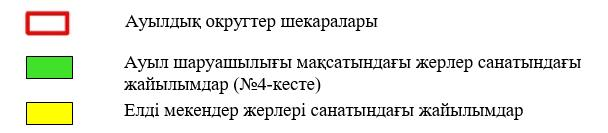 Ауылдық округтер шекаралары
Ауыл шаруашылығы мақсатындағы жерлер санатындағы
жайылымдар (№4-кесте)
Елді мекендер жерлері санатындағы жайылымдар